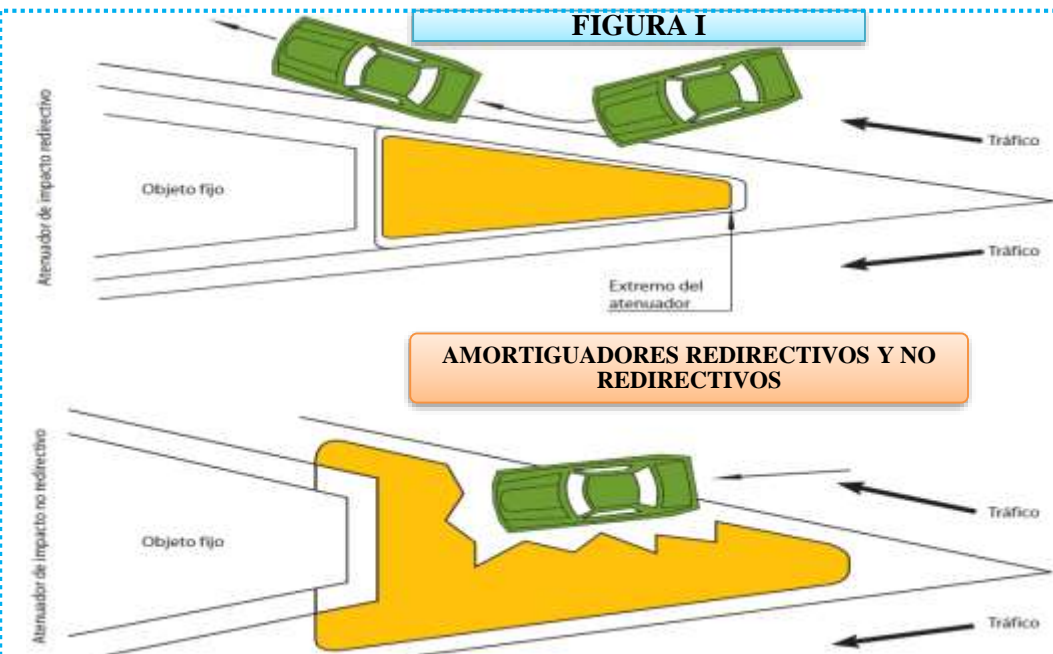 FIGURA I
Atenuador de impacto redirectivo
Objeto fijo
Tráfico
Tráfico
Extremo del
atenuador
AMORTIGUADORES REDIRECTIVOS Y NO
REDIRECTIVOS
Atenuador de impacto no redirectivo
Objeto fijo
Tráfico
Tráfico